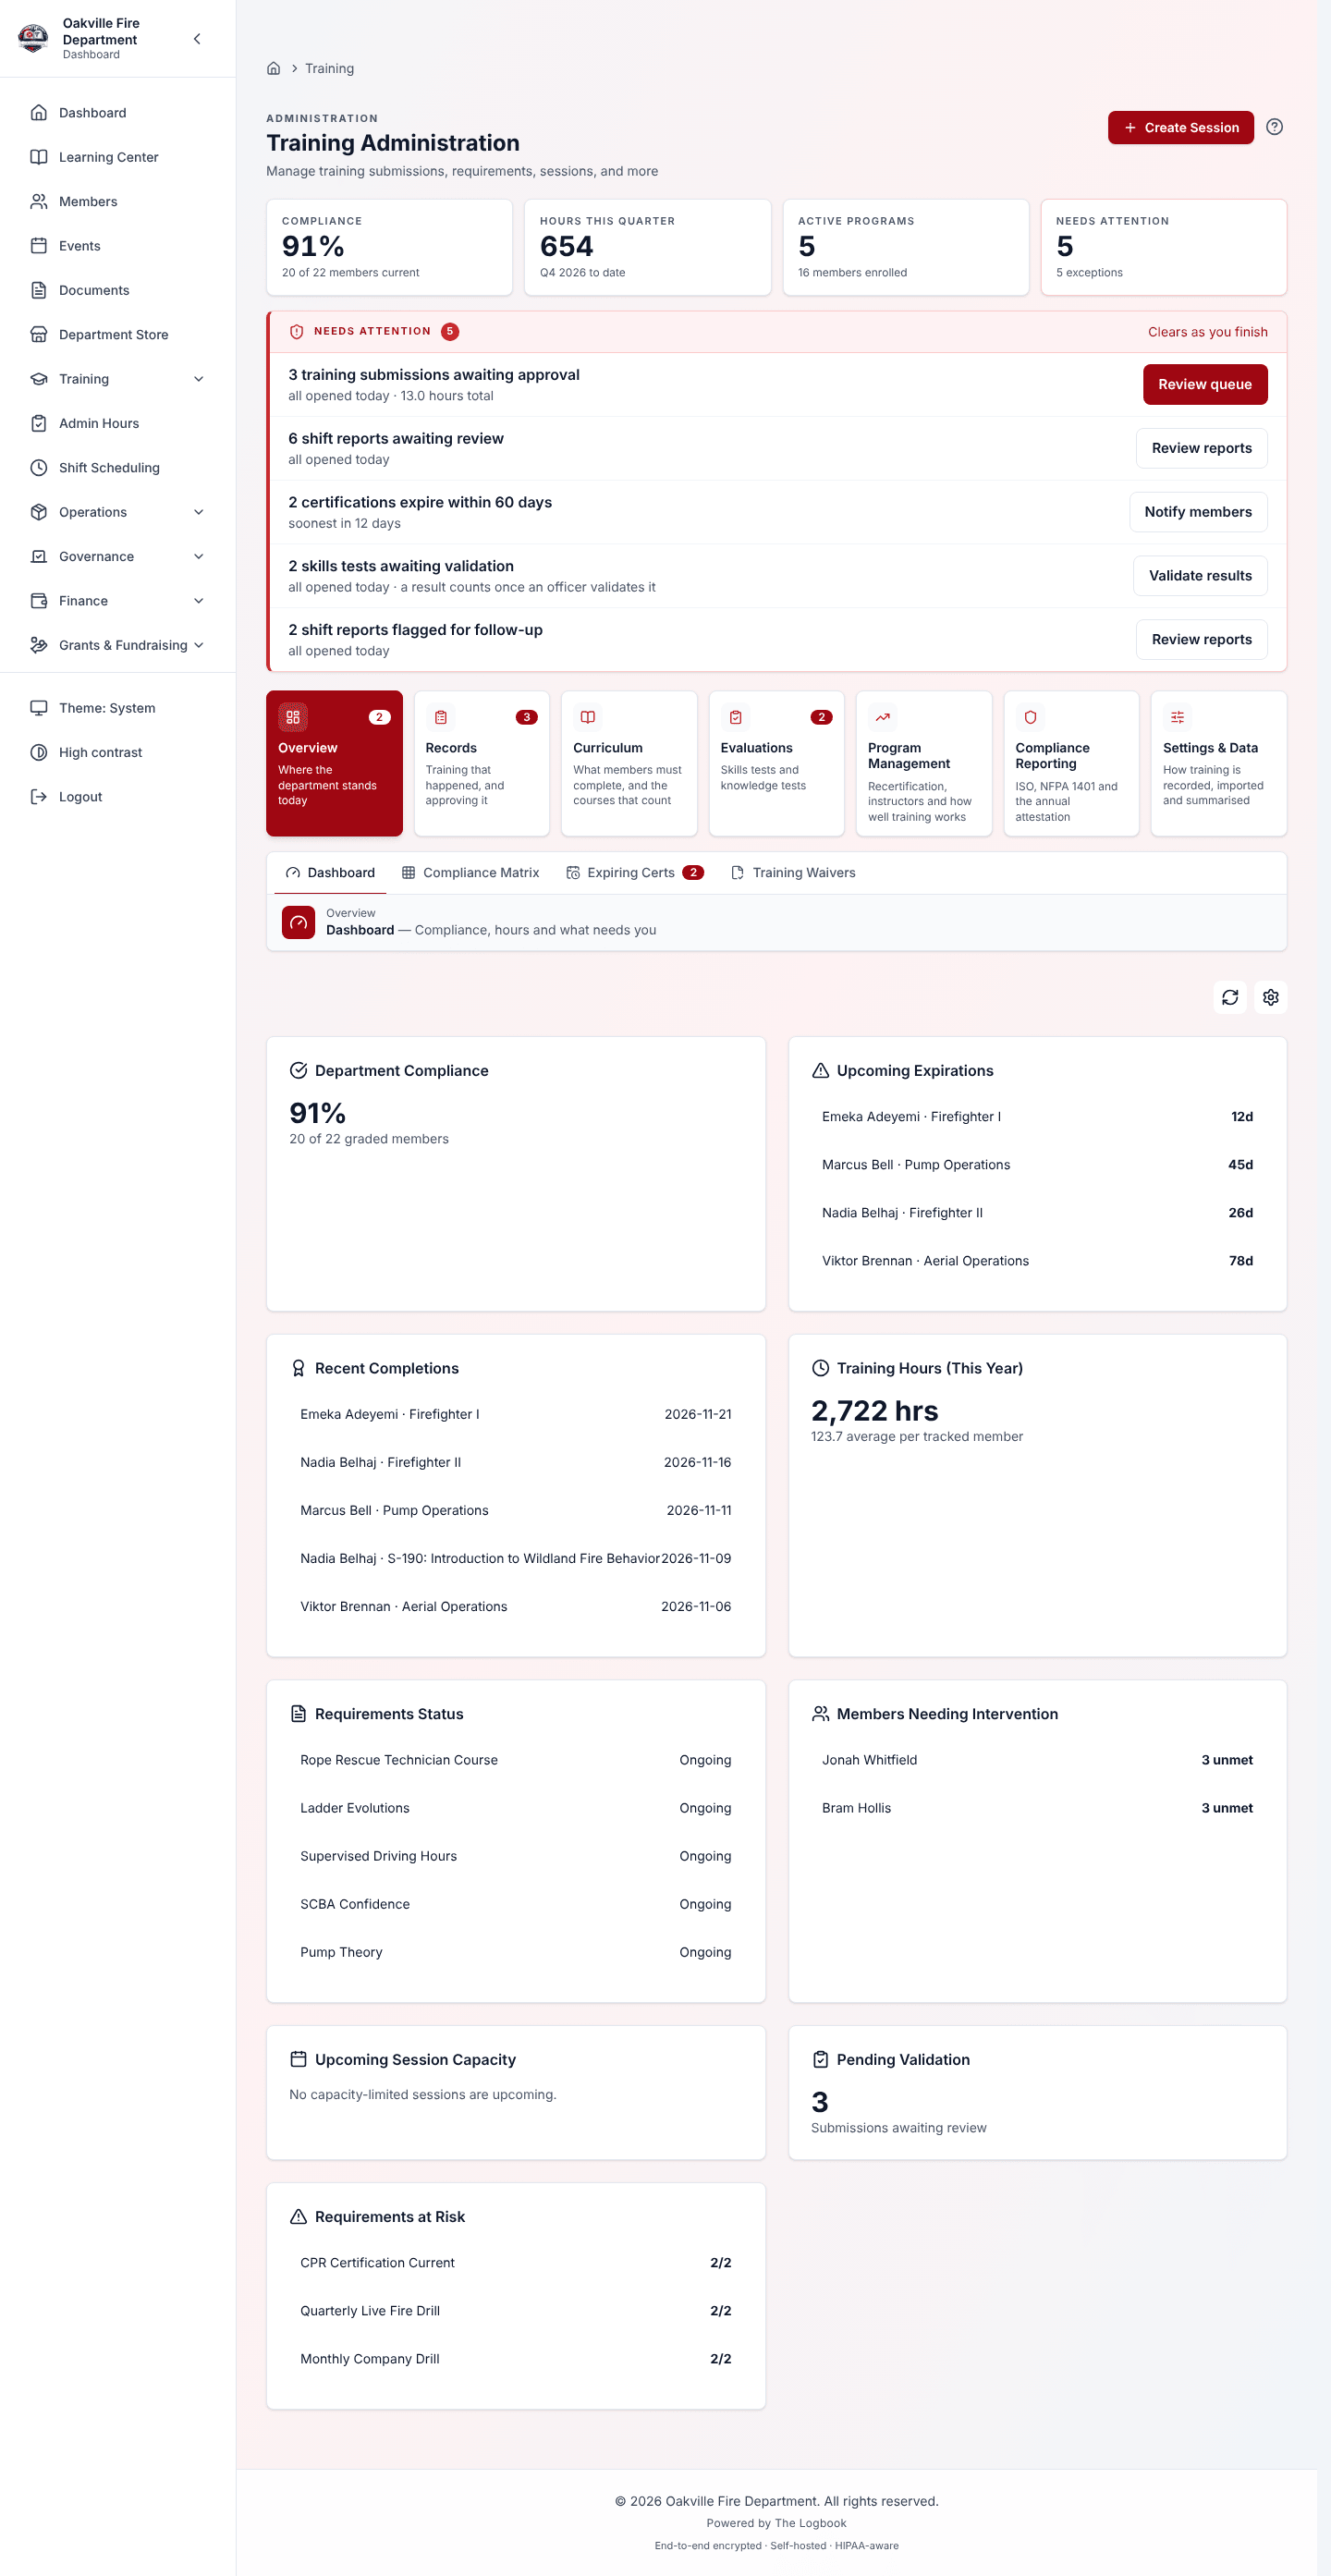 Oakville Fire
Department
Dashboard
Dashboard
Learning Center
Members
Events
Documents
Department Store
Training
Admin Hours
Shift Scheduling
Operations
Governance
Finance
Grants & Fundraising
Theme: System
High contrast
Logout
Training
ADMINISTRATION
Training Administration
Manage training submissions, requirements, sessions, and more
Create Session
COMPLIANCE
91%
20 of 22 members current
HOURS THIS QUARTER
654
Q4 2026 to date
ACTIVE PROGRAMS
5
16 members enrolled
NEEDS ATTENTION
5
5 exceptions
NEEDS ATTENTION 5
Clears as you finish
3 training submissions awaiting approval
all opened today · 13.0 hours total
Review queue
6 shift reports awaiting review
all opened today
Review reports
2 certifications expire within 60 days
soonest in 12 days
Notify members
2 skills tests awaiting validation
all opened today · a result counts once an officer validates it
Validate results
2 shift reports flagged for follow-up
all opened today
Review reports
2
Overview
Where the
department stands
today
3
Records
Training that
happened, and
approving it
Curriculum
What members must
complete, and the
courses that count
2
Evaluations
Skills tests and
knowledge tests
Program
Management
Recertification,
instructors and how
well training works
Compliance
Reporting
ISO, NFPA 1401 and
the annual
attestation
Settings & Data
How training is
recorded, imported
and summarised
Dashboard
Compliance Matrix
Expiring Certs 2
Training Waivers
Overview
Dashboard — Compliance, hours and what needs you
Department Compliance
91%
20 of 22 graded members
Upcoming Expirations
Emeka Adeyemi · Firefighter I 12d
Marcus Bell · Pump Operations 45d
Nadia Belhaj · Firefighter II 26d
Viktor Brennan · Aerial Operations 78d
Recent Completions
Emeka Adeyemi · Firefighter I 2026-11-21
Nadia Belhaj · Firefighter II 2026-11-16
Marcus Bell · Pump Operations 2026-11-11
Nadia Belhaj · S-190: Introduction to Wildland Fire Behavior 2026-11-09
Viktor Brennan · Aerial Operations 2026-11-06
Training Hours (This Year)
2,722 hrs
123.7 average per tracked member
Requirements Status
Rope Rescue Technician Course Ongoing
Ladder Evolutions Ongoing
Supervised Driving Hours Ongoing
SCBA Confidence Ongoing
Pump Theory Ongoing
Members Needing Intervention
Jonah Whitfield 3 unmet
Bram Hollis 3 unmet
Upcoming Session Capacity
No capacity-limited sessions are upcoming.
Pending Validation
3
Submissions awaiting review
Requirements at Risk
CPR Certification Current 2/2
Quarterly Live Fire Drill 2/2
Monthly Company Drill 2/2
© 2026 Oakville Fire Department. All rights reserved.
Powered by The Logbook
End-to-end encrypted · Self-hosted · HIPAA-aware